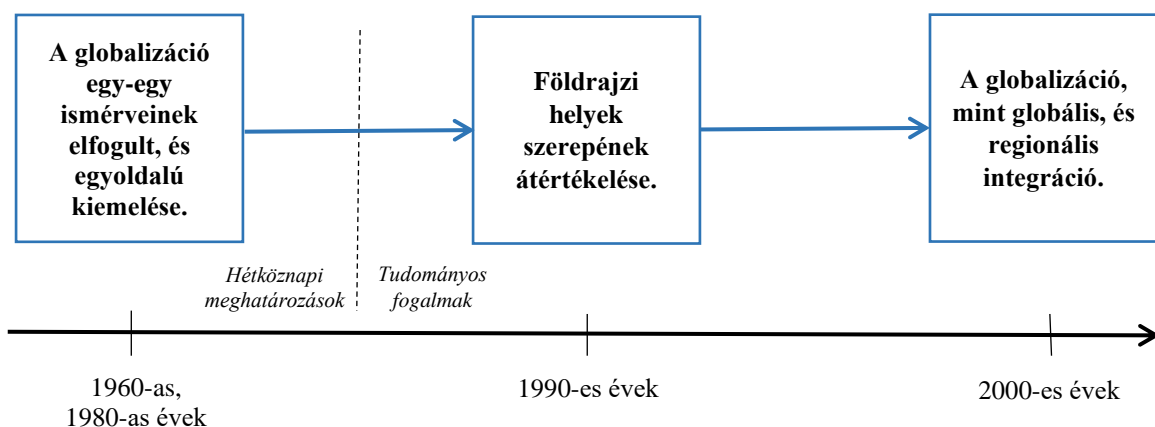 A globalizáció
egy-egy
ismérveinek
elfogult, és
egyoldalú
kiemelése.
Földrajzi
helyek
szerepének
átértékelése.
A globalizáció,
mint globális, és
regionális
integráció.
Hétköznapi
meghatározások
Tudományos
fogalmak
1960-as,
1980-as évek
1990-es évek
2000-es évek